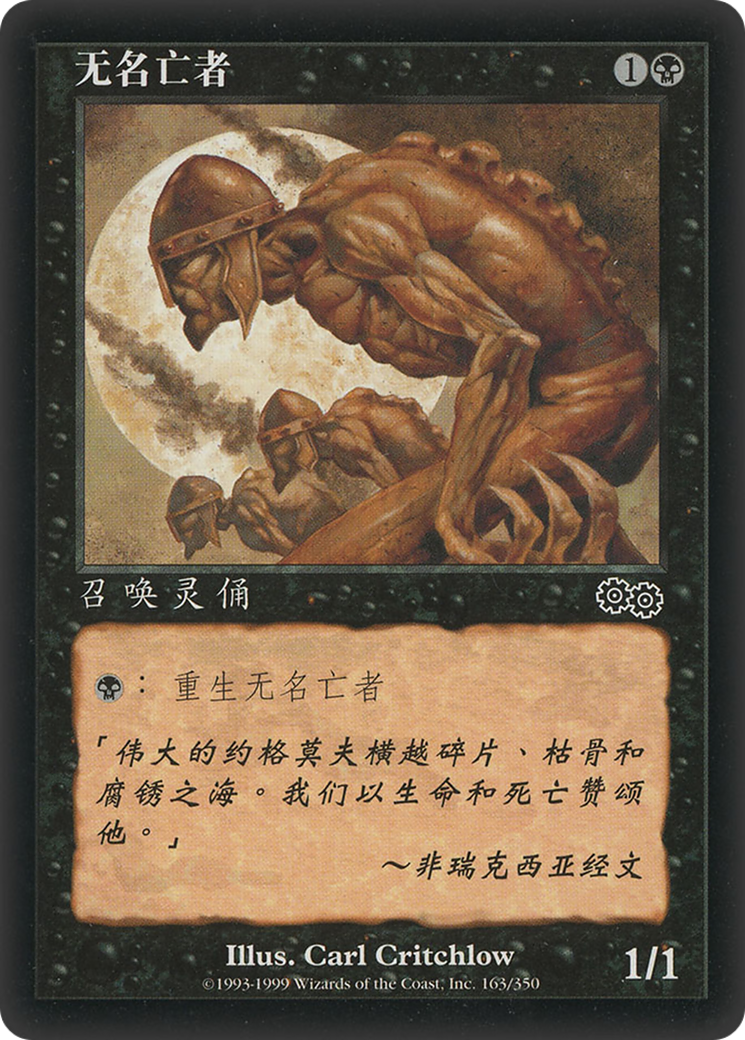 无名亡者
1
召唤灵俑
：重生无名亡者
「伟大的约格莫夫横越碎片、枯骨和
腐锈之海。我们以生命和死亡赞颂
他。」
～非瑞克西亚经文
Illus. Carl Critchlow
1/1
©1993-1999 Wizards of the Coast, Inc. 163/350